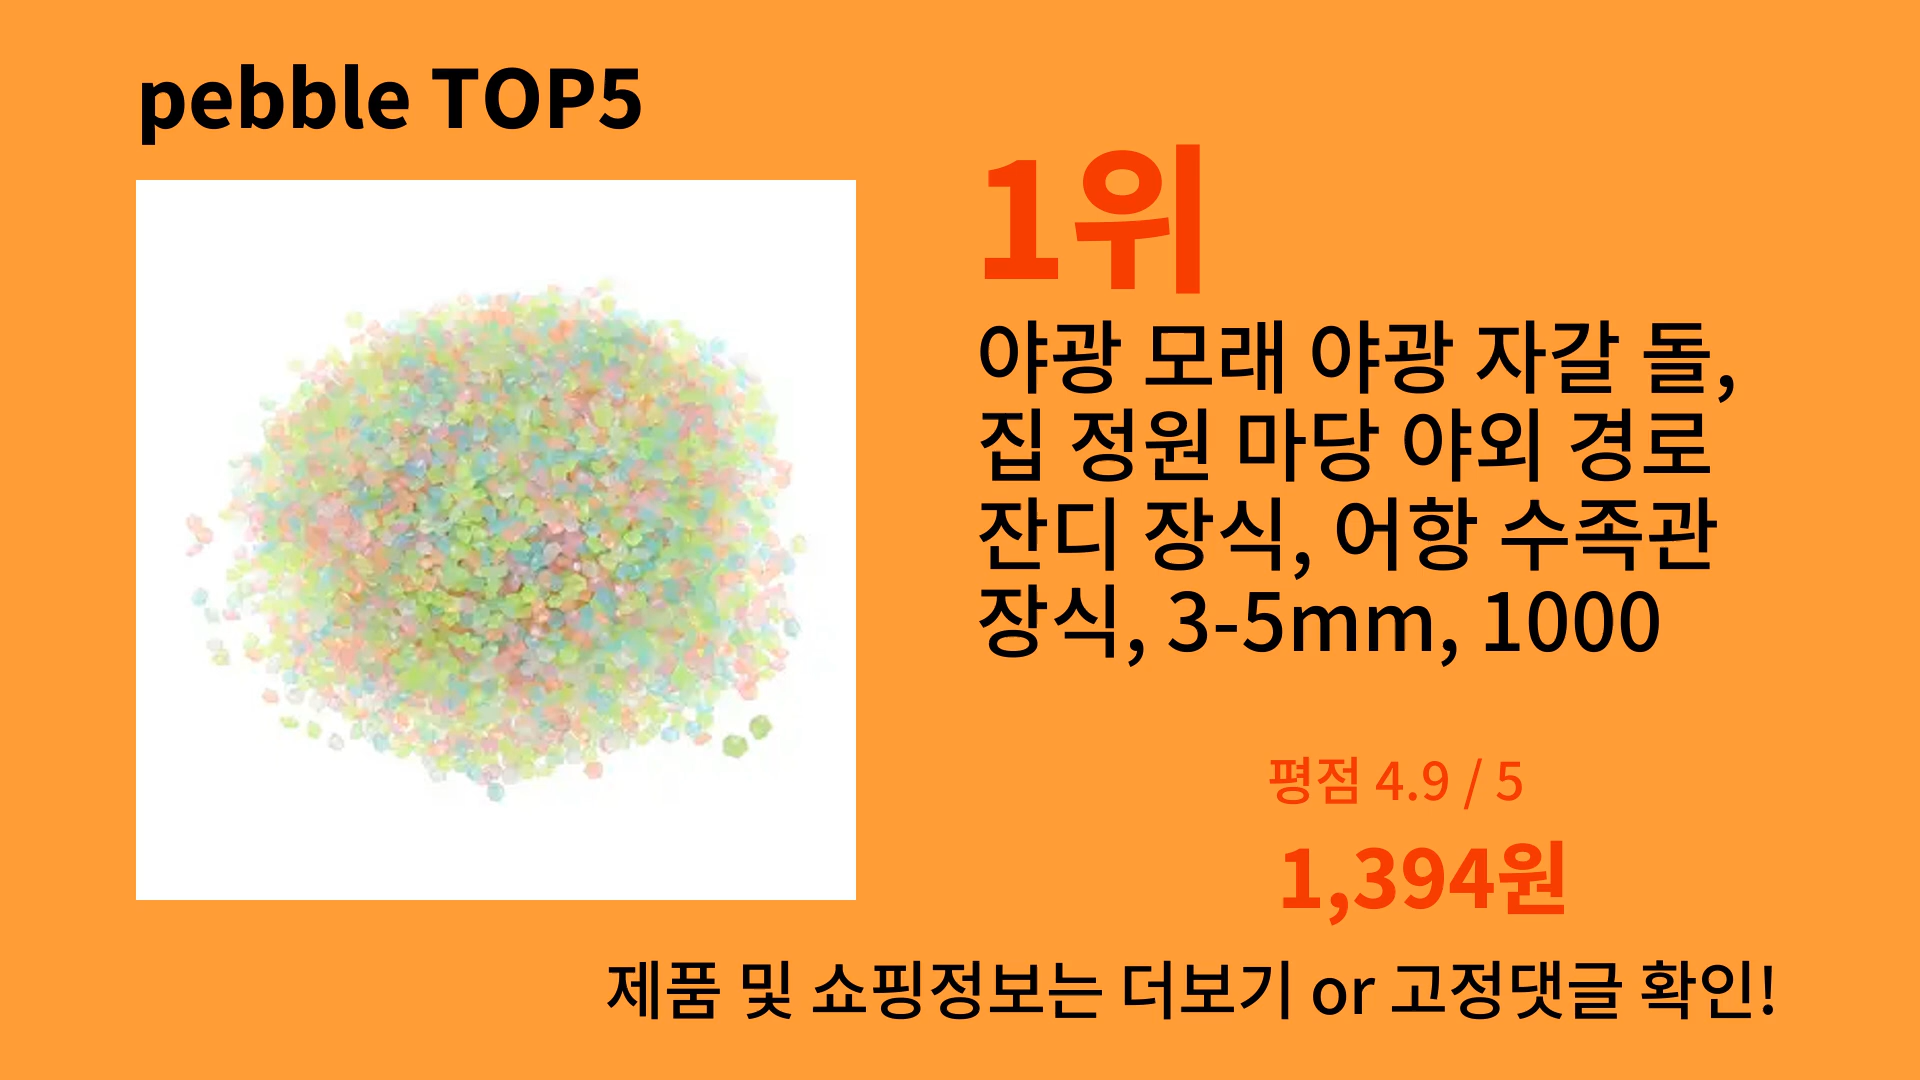 pebble TOP5
1위
야광 모래 야광 자갈 돌,
집 정원 마당 야외 경로
잔디 장식, 어항 수족관
장식, 3-5mm, 1000
평점 4.9 / 5
1,394원
제품 및 쇼핑정보는 더보기 or 고정댓글 확인!